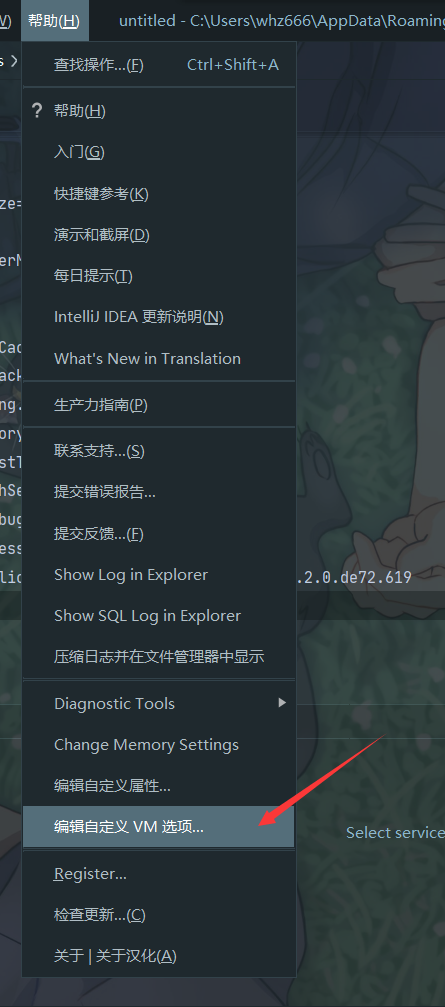 帮助(H) untitled - C:\Users\whz666\AppData\Roaming
查找操作...(F) Ctrl+Shift+A
? 帮助(H)
入门(G)
快捷键参考(K)
演示和截屏(D)
每日提示(T)
IntelliJ IDEA 更新说明(N)
What's New in Translation
生产力指南(P)
联系支持...(S)
提交错误报告...
提交反馈...(F)
Show Log in Explorer
.2.0.de72.619
Show SQL Log in Explorer
压缩日志并在文件管理器中显示
Diagnostic Tools
Change Memory Settings
编辑自定义属性...
编辑自定义 VM 选项...
Select service
Register...
检查更新...(C)
关于 | 关于汉化(A)